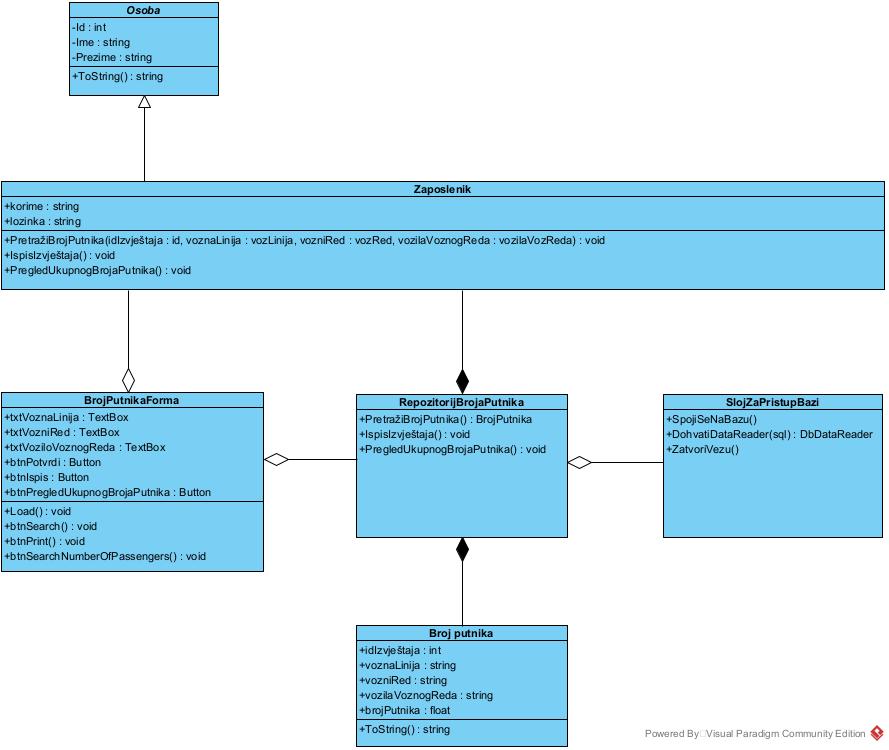 Osoba
-Id : int
-Ime : string
-Prezime : string
+ToString() : string
Zaposlenik
+korime : string
+lozinka : string
+PretražiBrojPutnika(idIzvještaja : id, voznaLinija : vozLinija, vozniRed : vozRed, vozilaVoznogReda : vozilaVozReda) : void
+IspisIzvještaja() : void
+PregledUkupnogBrojaPutnika() : void
BrojPutnikaForma
+txtVoznaLinija : TextBox
+txtVozniRed : TextBox
+txtVoziloVoznogReda : TextBox
+btnPotvrdi : Button
+btnIspis : Button
+btnPregledUkupnogBrojaPutnika : Button
+Load() : void
+btnSearch() : void
+btnPrint() : void
+btnSearchNumberOfPassengers() : void
RepozitorijBrojaPutnika
+PretražiBrojPutnika() : BrojPutnika
+IspisIzvještaja() : void
+PregledUkupnogBrojaPutnika() : void
SlojZaPristupBazi
+SpojiSeNaBazu()
+DohvatiDataReader(sql) : DbDataReader
+ZatvoriVezu()
Broj putnika
+idIzvještaja : int
+voznaLinija : string
+vozniRed : string
+vozilaVoznogReda : string
+brojPutnika : float
+ToString() : string
Powered By Visual Paradigm Community Edition